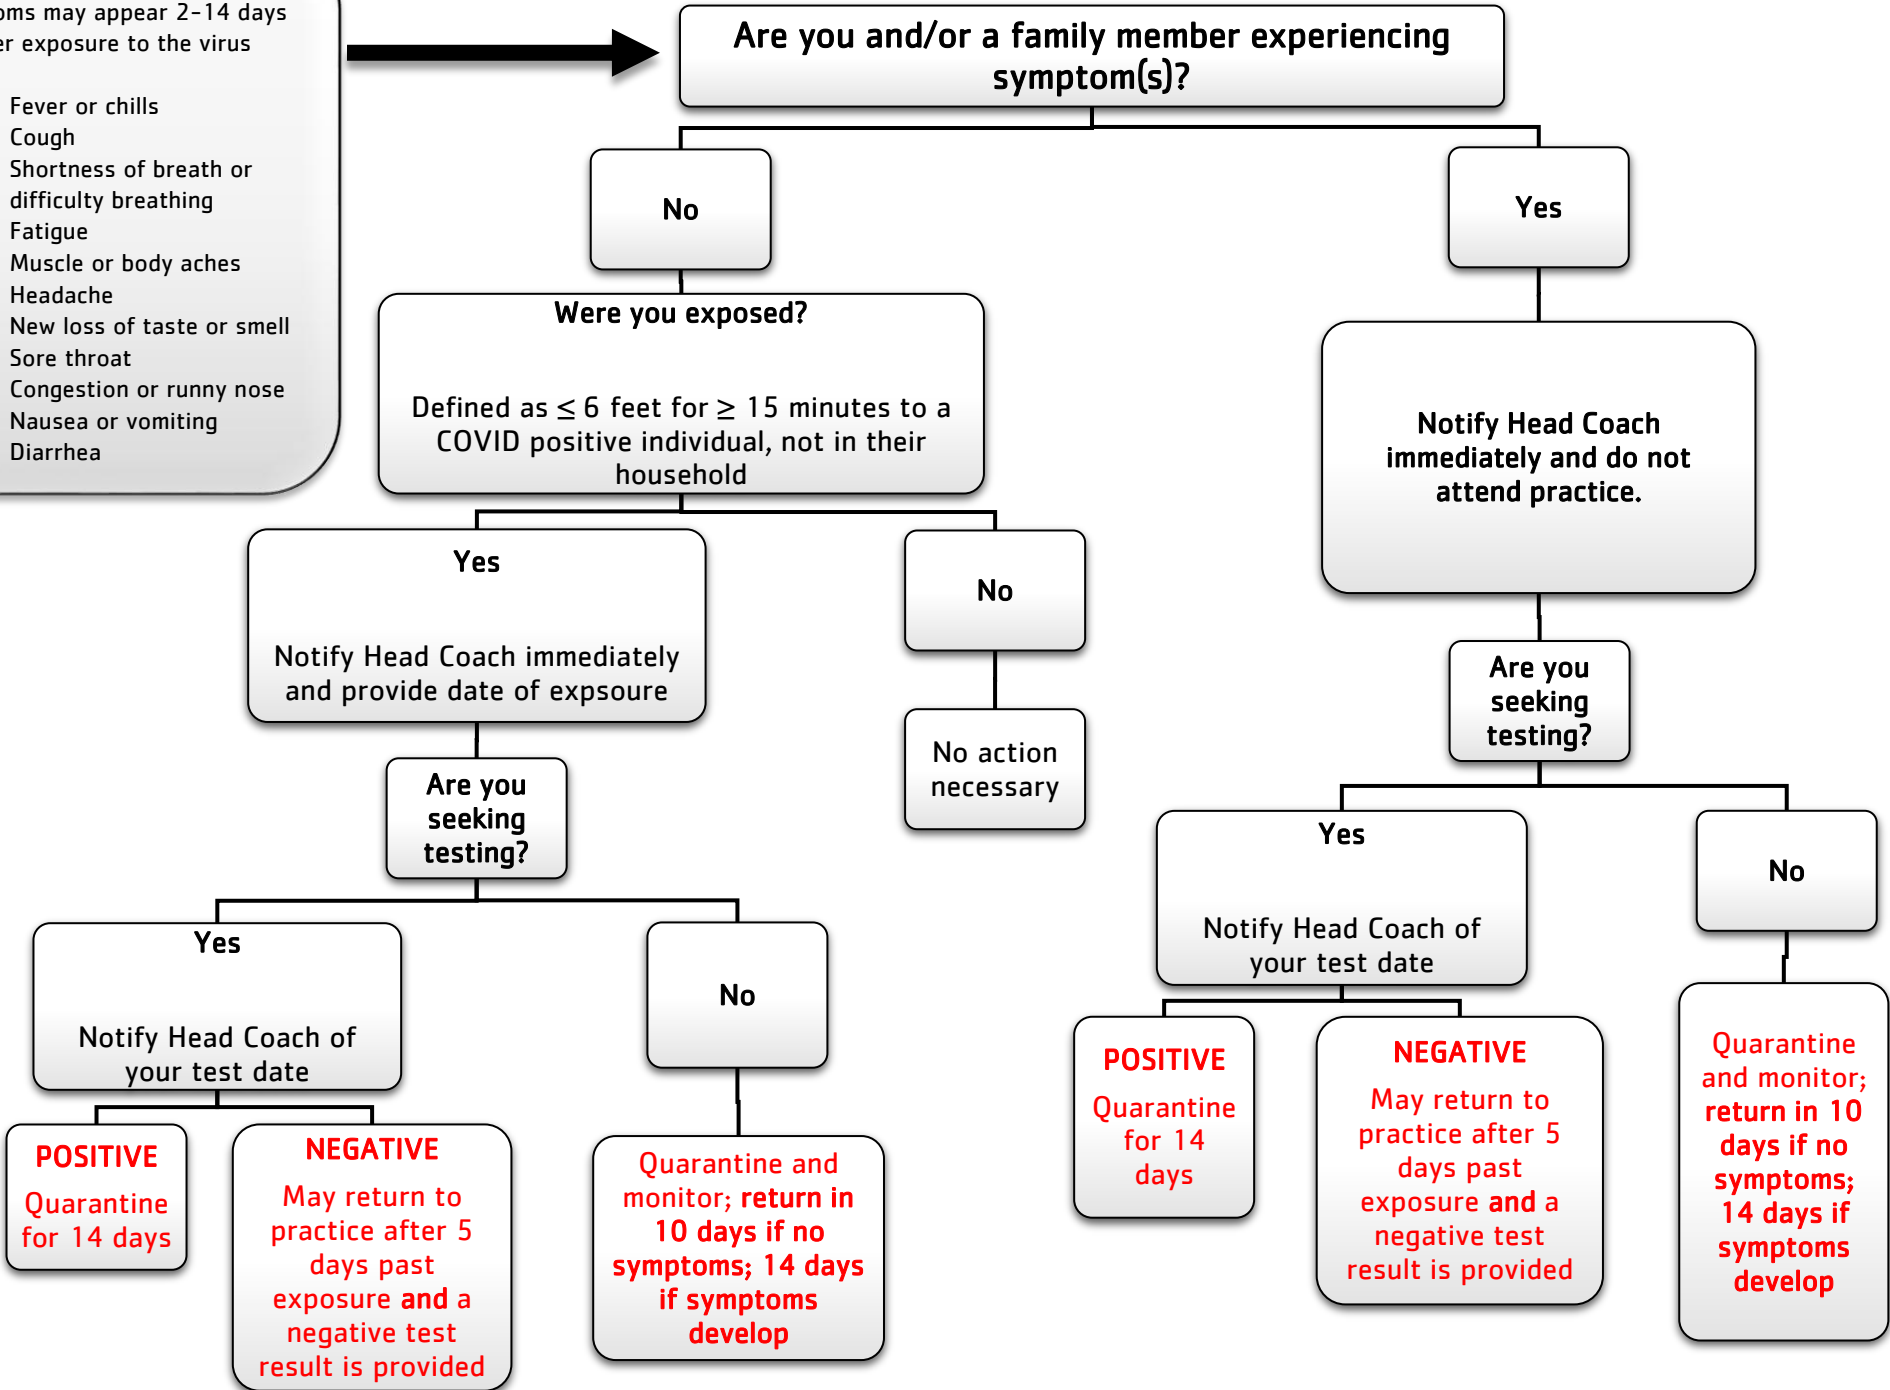 may appear 2-14 days
exposure to the virus
Fever or chills
Cough
Shortness of breath or
difficulty breathing
Fatigue
Muscle or body aches
Headache
New loss of taste or smell
Sore throat
Congestion or runny nose
Nausea or vomiting
Diarrhea
Are you and/or a family member experiencing
symptom(s)?
No
Yes
Were you exposed?
Defined as ≤ 6 feet for ≥ 15 minutes to a
COVID positive individual, not in their
household
Notify Head Coach
immediately and do not
attend practice.
Yes
Notify Head Coach immediately
and provide date of expsoure
No
No action
necessary
Are you
seeking
testing?
Yes
Notify Head Coach of
your test date
No
POSITIVE
Quarantine
for 14 days
NEGATIVE
May return to
practice after 5
days past
exposure and a
negative test
result is provided
Quarantine and
monitor; return in
10 days if no
symptoms; 14 days
if symptoms
develop
Are you
seeking
testing?
Yes
Notify Head Coach of
your test date
No
POSITIVE
Quarantine
for 14
days
NEGATIVE
May return to
practice after 5
days past
exposure and a
negative test
result is provided
Quarantine
and monitor;
return in 10
days if no
symptoms;
14 days if
symptoms
develop